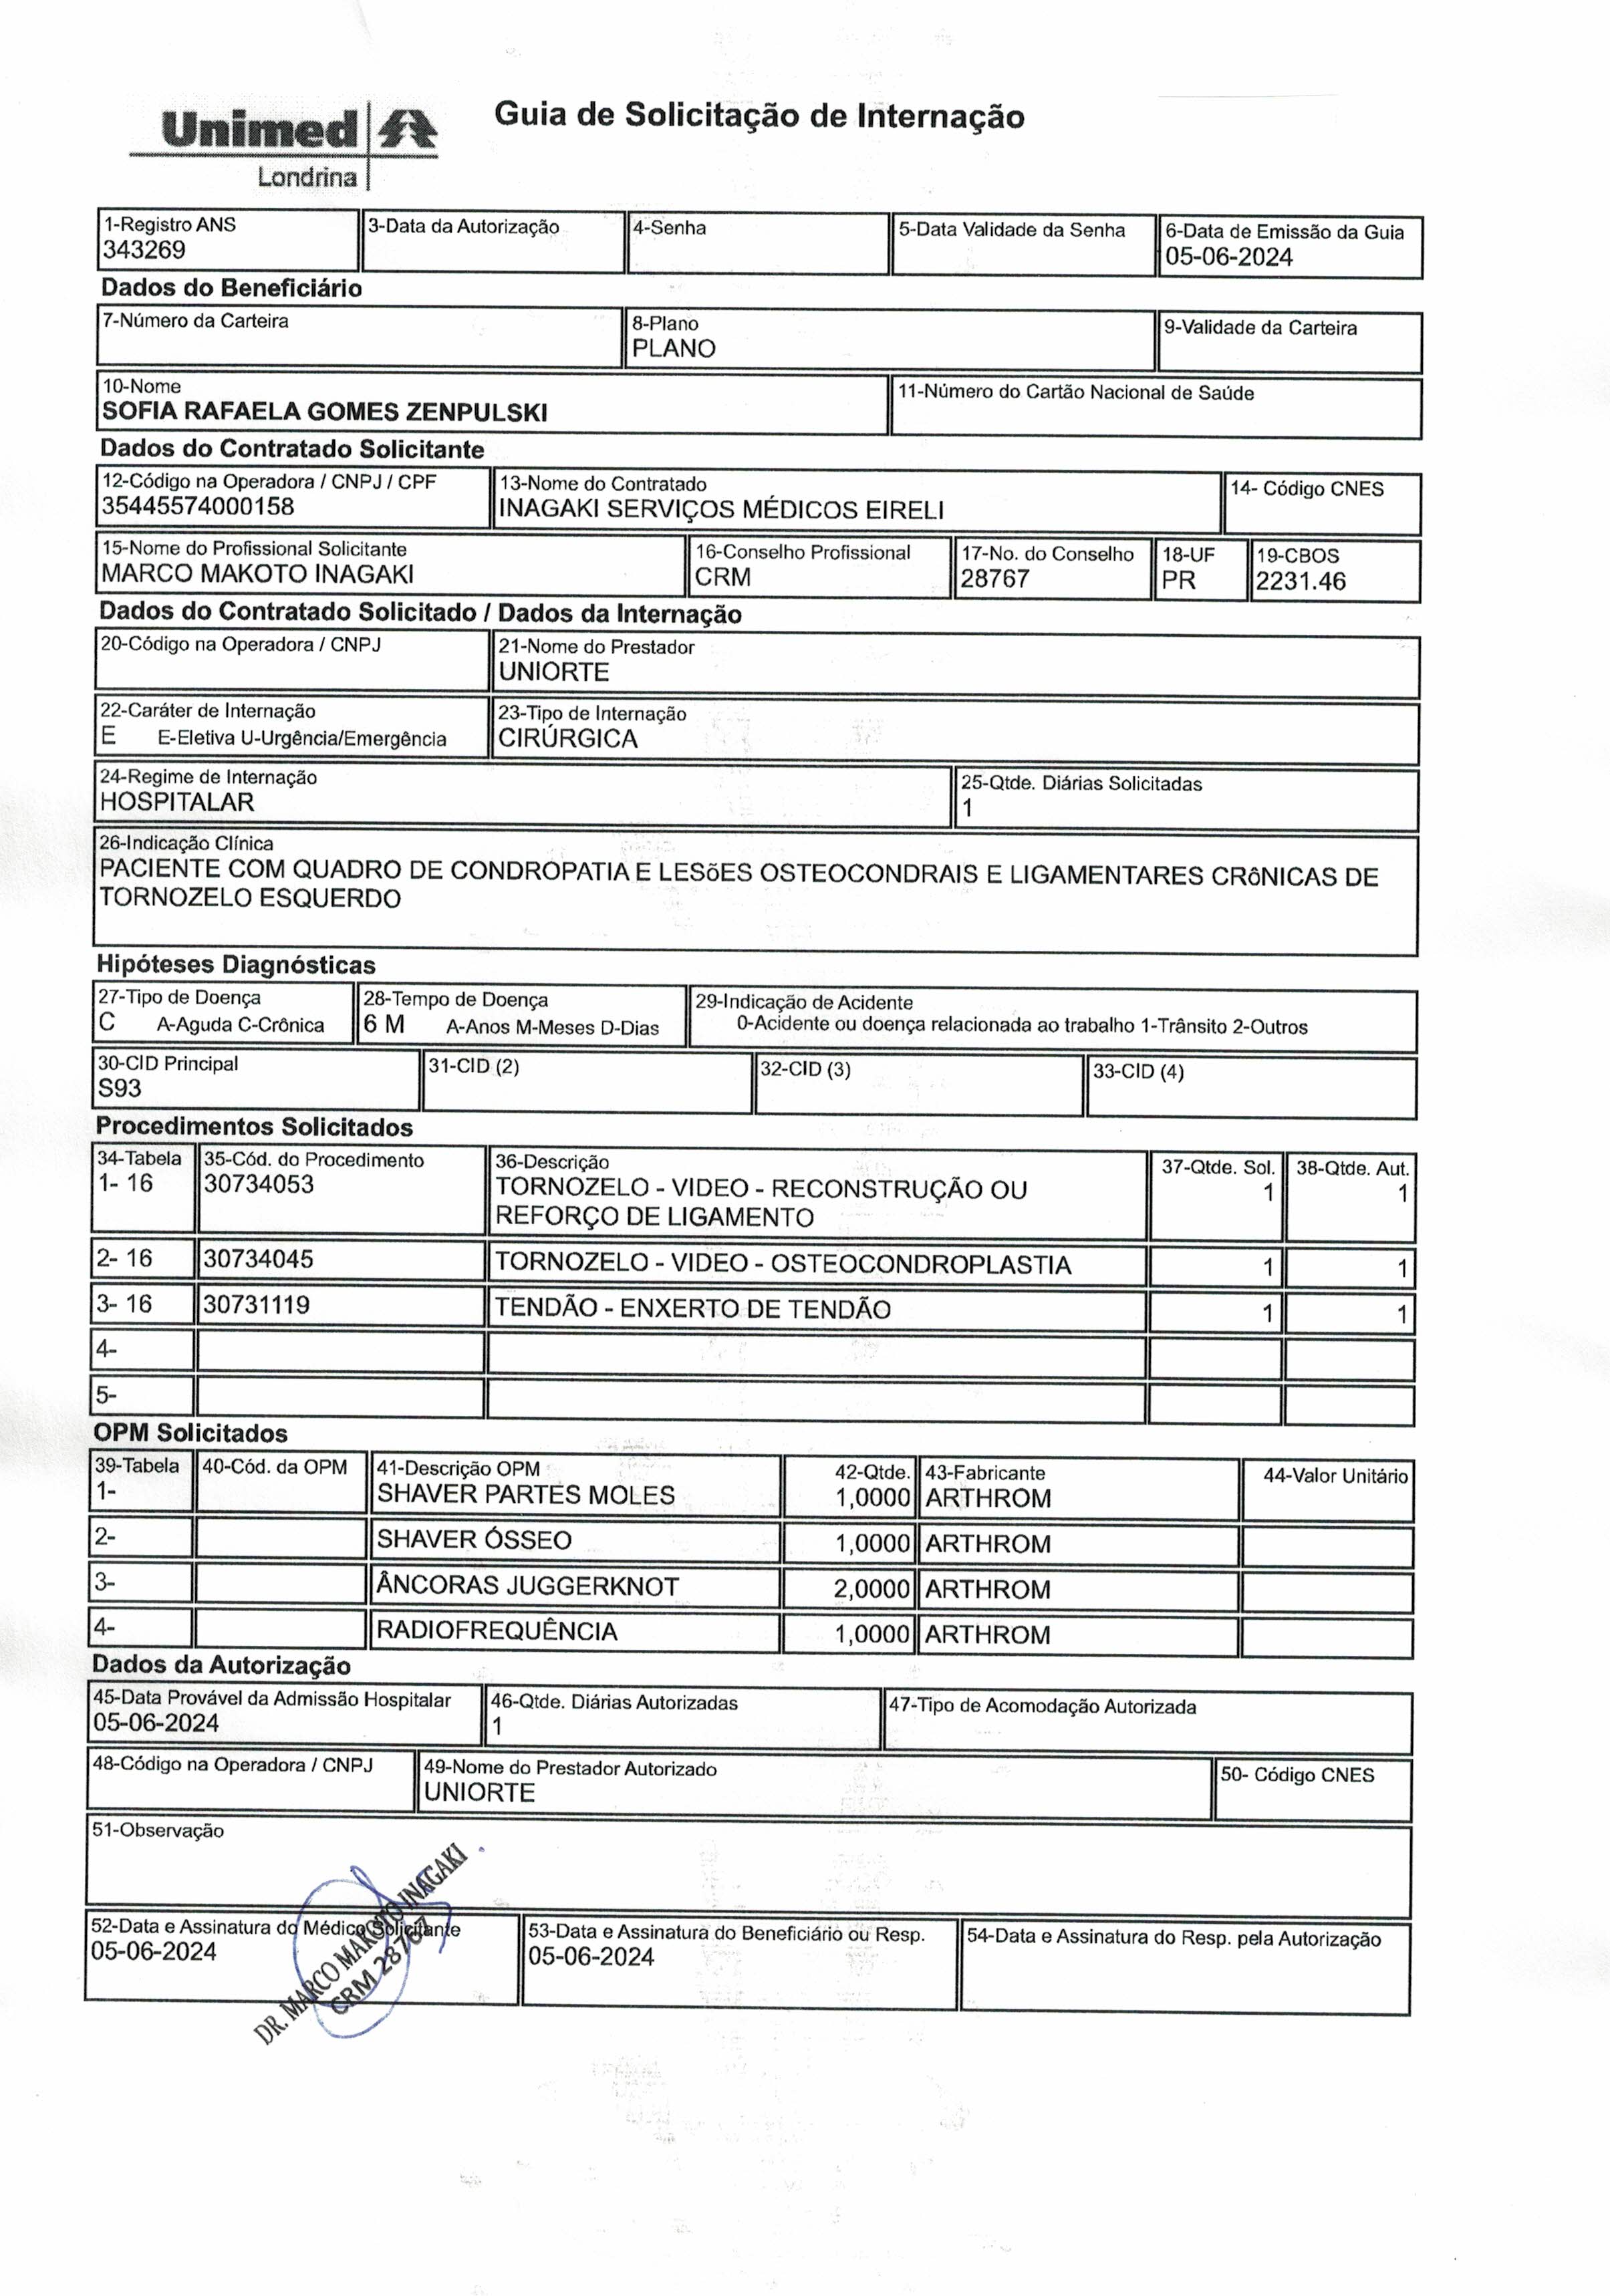 Unimed
Londrina
Guia de Solicitação de Internação
1-Registro ANS
343269
3-Data da Autorização
4-Senha
5-Data Validade da Senha
6-Data de Emissão da Guia
05-06-2024
Dados do Beneficiário
7-Número da Carteira
8-Plano
PLANO
9-Validade da Carteira
10-Nome
SOFIA RAFAELA GOMES ZENPULSKI
11-Número do Cartão Nacional de Saúde
Dados do Contratado Solicitante
12-Código na Operadora / CNPJ / CPF
35445574000158
13-Nome do Contratado
INAGAKI SERVIÇOS MÉDICOS EIRELI
14- Código CNES
15-Nome do Profissional Solicitante
MARCO MAKOTO INAGAKI
16-Conselho Profissional
CRM
17-No. do Conselho
28767
18-UF
PR
19-CBOS
2231.46
Dados do Contratado Solicitado / Dados da Internação
20-Código na Operadora / CNPJ
21-Nome do Prestador
UNIORTE
22-Caráter de Internação
E E-Eletiva U-Urgência/Emergência
23-Tipo de Internação
CIRÚRGICA
24-Regime de Internação
HOSPITALAR
25-Qtde. Diárias Solicitadas
1
26-Indicação Clínica
PACIENTE COM QUADRO DE CONDROPATIA E LESõES OSTEOCONDRAIS E LIGAMENTARES CRôNICAS DE
TORNOZELO ESQUERDO
Hipóteses Diagnósticas
27-Tipo de Doença
C A-Aguda C-Crônica
28-Tempo de Doença
6 M A-Anos M-Meses D-Dias
29-Indicação de Acidente
0-Acidente ou doença relacionada ao trabalho 1-Trânsito 2-Outros
30-CID Principal
S93
31-CID (2)
32-CID (3)
33-CID (4)
Procedimentos Solicitados
34-Tabela 35-Cód. do Procedimento 36-Descrição 37-Qtde. Sol. 38-Qtde. Aut.
1- 16 30734053 TORNOZELO - VIDEO - RECONSTRUÇÃO OU 1 1
REFORÇO DE LIGAMENTO
2- 16 30734045 TORNOZELO - VIDEO - OSTEOCONDROPLASTIA 1 1
3- 16 30731119 TENDÃO - ENXERTO DE TENDÃO 1 1
4-
5-
OPM Solicitados
39-Tabela 40-Cód. da OPM 41-Descrição OPM 42-Qtde. 43-Fabricante 44-Valor Unitário
1- SHAVER PARTES MOLES 1,0000 ARTHROM
2- SHAVER ÓSSEO 1,0000 ARTHROM
3- ÂNCORAS JUGGERKNOT 2,0000 ARTHROM
4- RADIOFREQUÊNCIA 1,0000 ARTHROM
Dados da Autorização
45-Data Provável da Admissão Hospitalar
05-06-2024
46-Qtde. Diárias Autorizadas
1
47-Tipo de Acomodação Autorizada
48-Código na Operadora / CNPJ
49-Nome do Prestador Autorizado
UNIORTE
50- Código CNES
51-Observação
52-Data e Assinatura do Médico Solicitante
05-06-2024
DR. MARCO MAKOTO INAGAKI
CRM 28767
53-Data e Assinatura do Beneficiário ou Resp.
05-06-2024
54-Data e Assinatura do Resp. pela Autorização